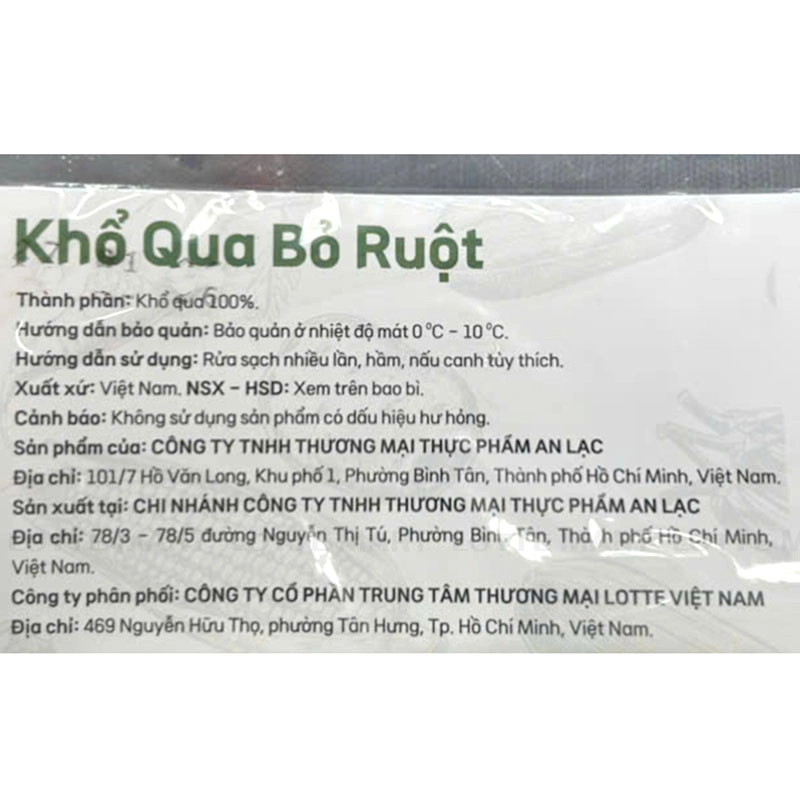 Khổ Qua Bỏ Ruột
Thành phần: Khổ qua 100%.
Hướng dẫn bảo quản: Bảo quản ở nhiệt độ mát 0 ⁰C - 10 ⁰C.
Hướng dẫn sử dụng: Rửa sạch nhiều lần, hầm, nấu canh tùy thích.
Xuất xứ: Việt Nam. NSX - HSD: Xem trên bao bì.
Cảnh báo: Không sử dụng sản phẩm có dấu hiệu hư hỏng.
Sản phẩm của: CÔNG TY TNHH THƯƠNG MẠI THỰC PHẨM AN LẠC
Địa chỉ: 101/7 Hồ Văn Long, Khu phố 1, Phường Bình Tân, Thành phố Hồ Chí Minh, Việt Nam.
Sản xuất tại: CHI NHÁNH CÔNG TY TNHH THƯƠNG MẠI THỰC PHẨM AN LẠC
Địa chỉ: 78/3 - 78/5 đường Nguyễn Thị Tú, Phường Bình Tân, Thành phố Hồ Chí Minh,
Việt Nam.
Công ty phân phối: CÔNG TY CỔ PHẦN TRUNG TÂM THƯƠNG MẠI LOTTE VIỆT NAM
Địa chỉ: 469 Nguyễn Hữu Thọ, phường Tân Hưng, Tp. Hồ Chí Minh, Việt Nam.